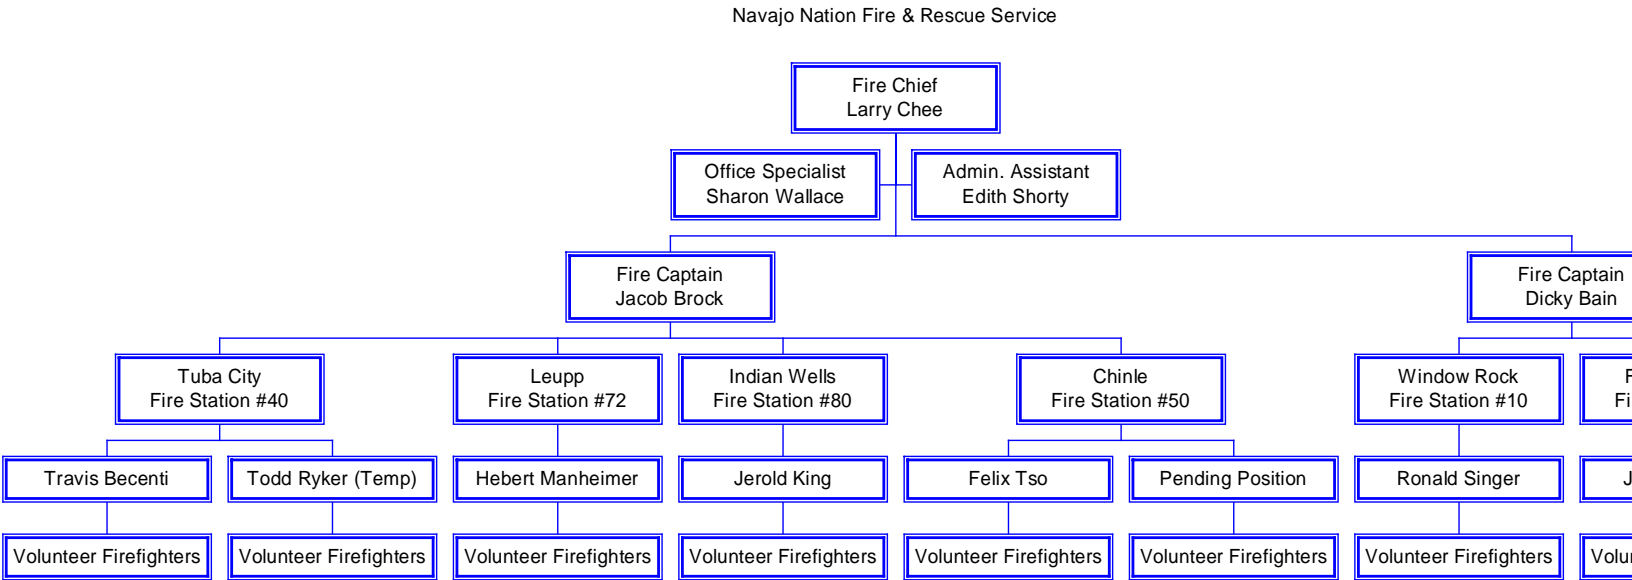 Navajo Nation Fire & Rescue Service
Fire Chief
Larry Chee
Office Specialist
Sharon Wallace
Admin. Assistant
Edith Shorty
Fire Captain
Jacob Brock
Fire Captain
Dicky Bain
Tuba City
Fire Station #40
Leupp
Fire Station #72
Indian Wells
Fire Station #80
Chinle
Fire Station #50
Window Rock
Fire Station #10
Travis Becenti
Todd Ryker (Temp)
Hebert Manheimer
Jerold King
Felix Tso
Pending Position
Ronald Singer
Volunteer Firefighters
Volunteer Firefighters
Volunteer Firefighters
Volunteer Firefighters
Volunteer Firefighters
Volunteer Firefighters
Volunteer Firefighters